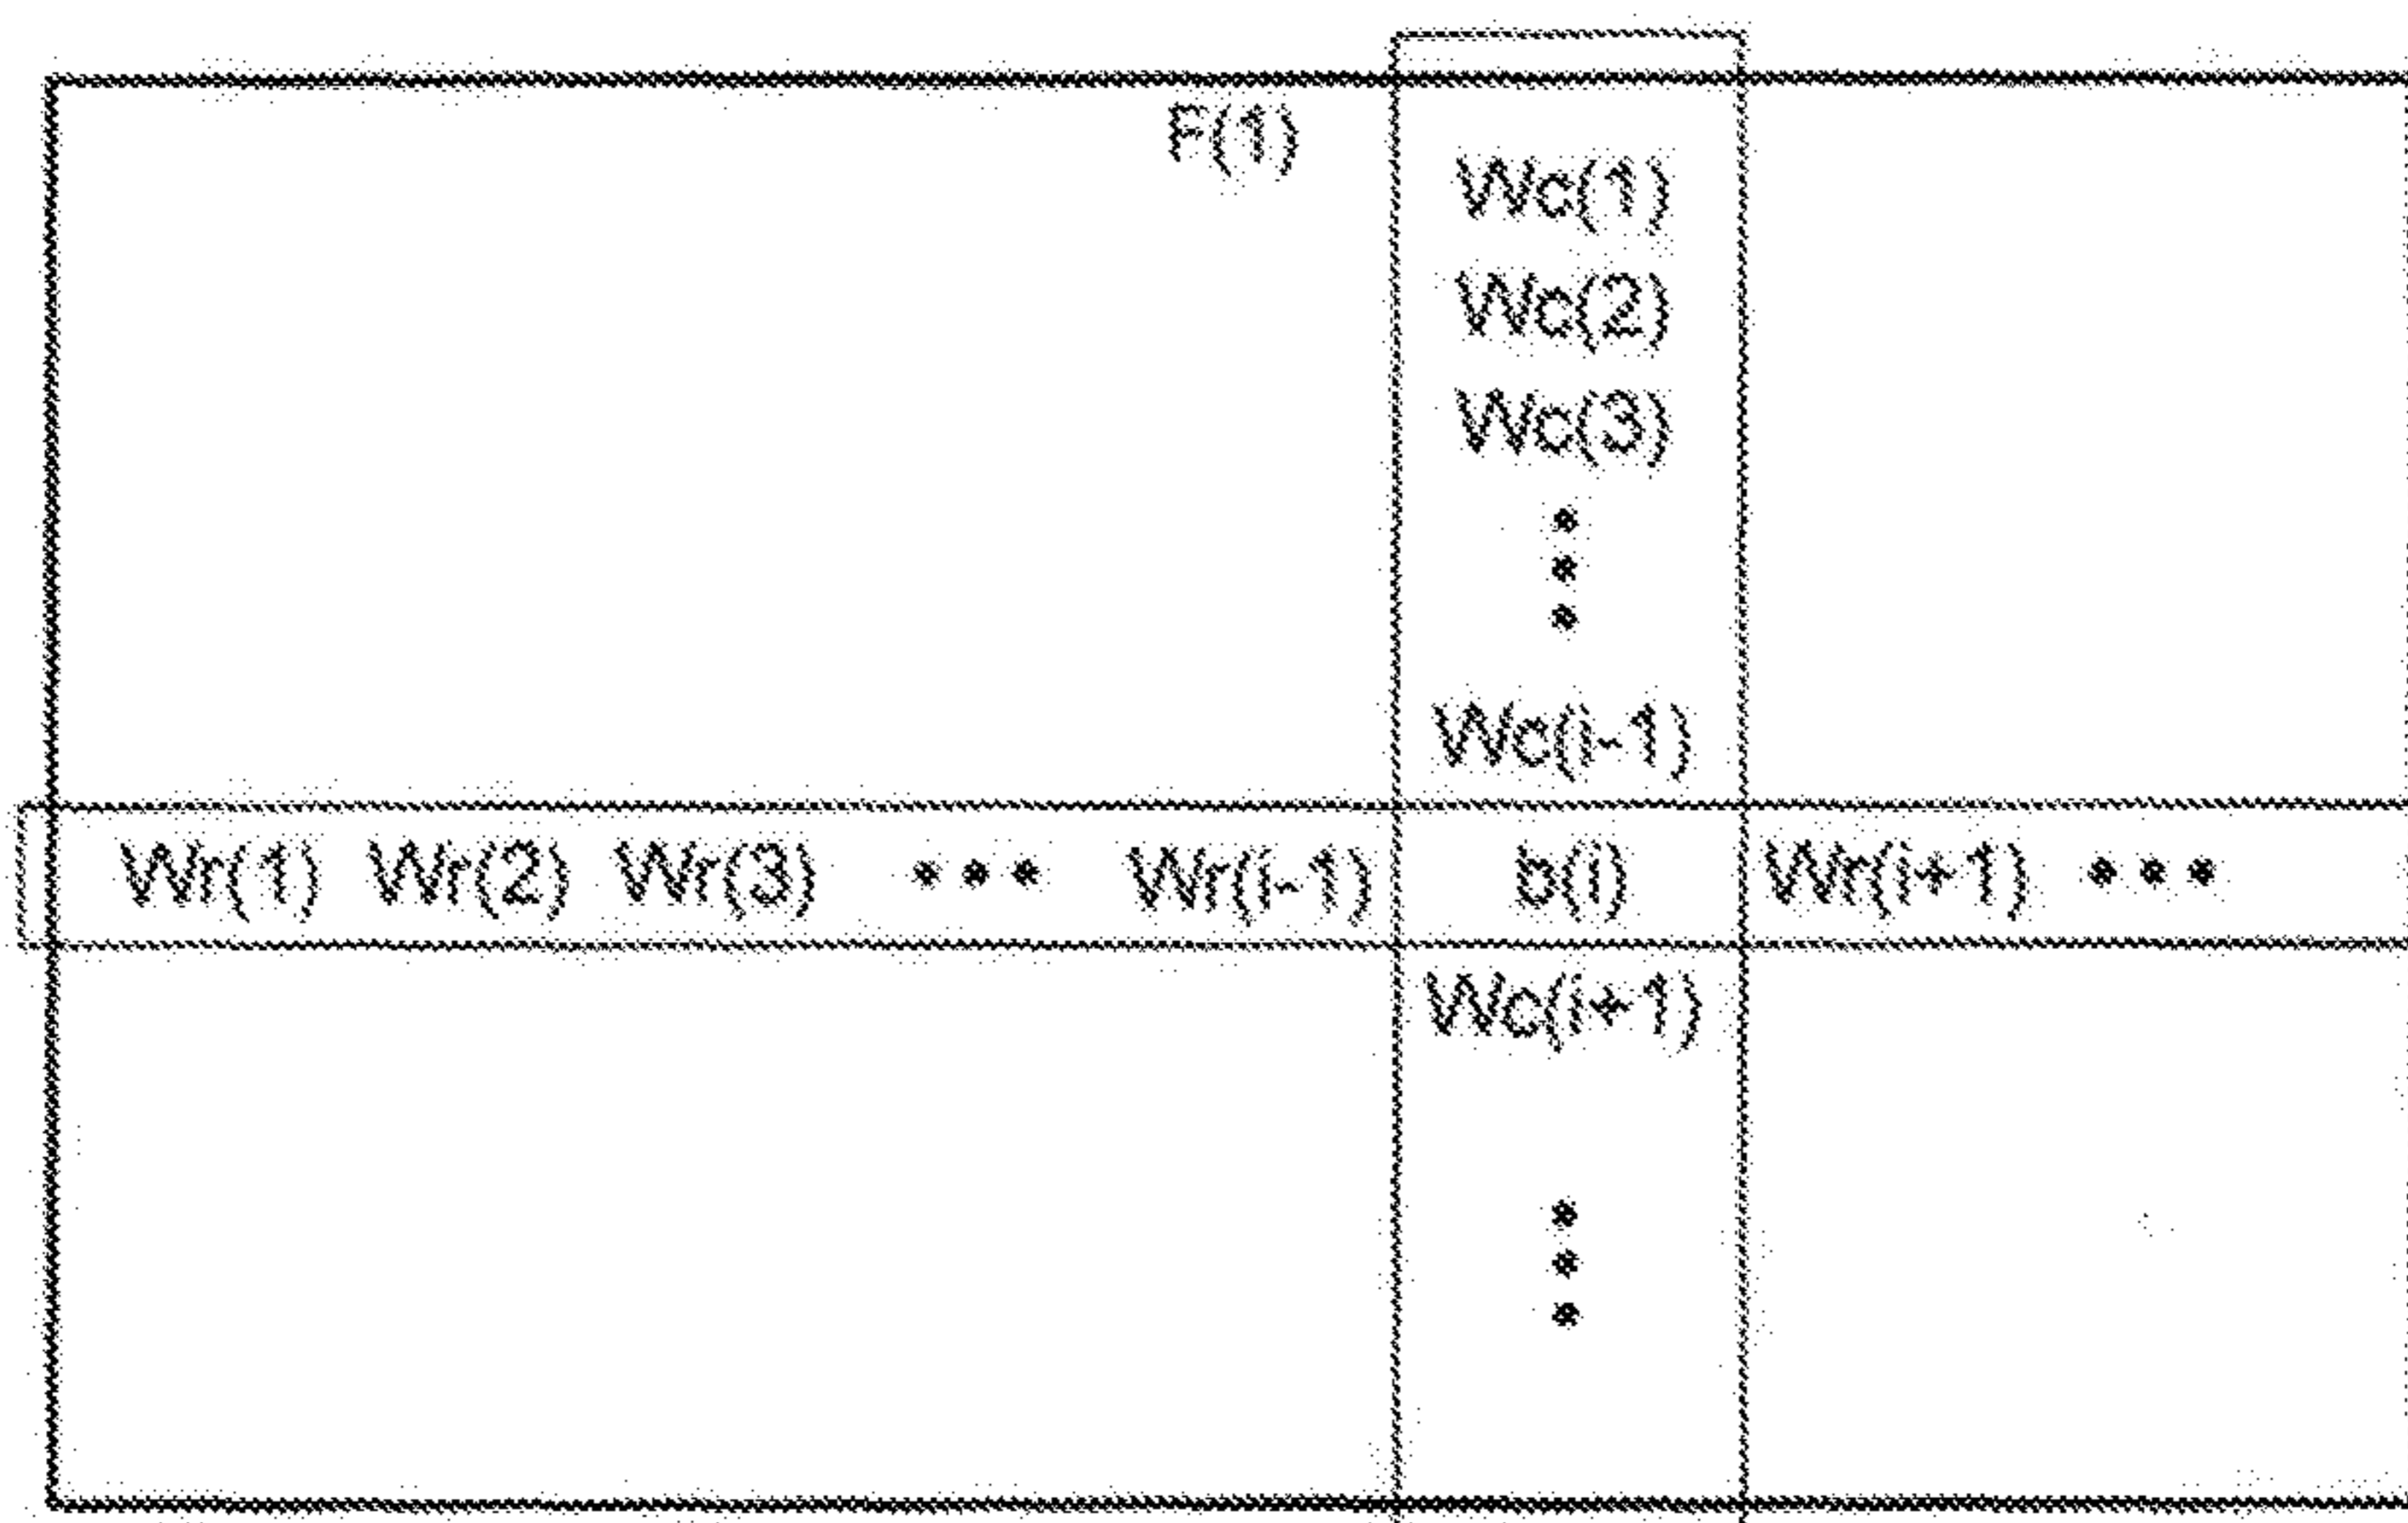 F(1)
Wc(1)
Wc(2)
Wc(3)
Wc(i-1)
Wr(1) Wr(2) Wr(3) ••• Wr(i-1) b(i) Wr(i+1) •••
Wc(i+1)